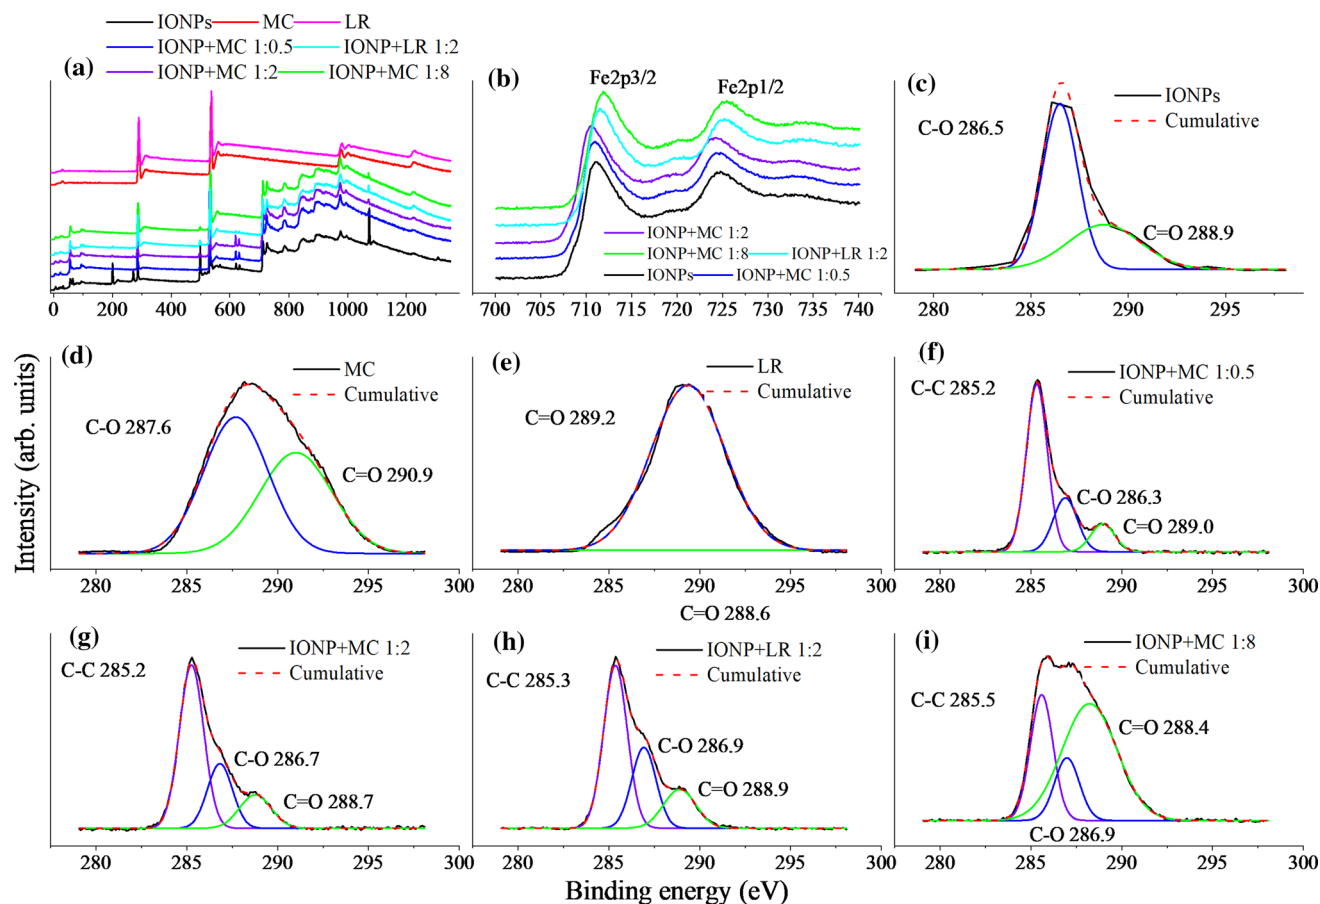 IONPs MC LR
IONP+MC 1:0.5 IONP+LR 1:2
IONP+MC 1:2 IONP+MC 1:8
(a)
0 200 400 600 800 1000 1200
(b)
Fe2p3/2 Fe2p1/2
IONP+MC 1:2
IONP+MC 1:8 IONP+LR 1:2
IONPs IONP+MC 1:0.5
700 705 710 715 720 725 730 735 740
(c)
IONPs
Cumulative
C-O 286.5
C=O 288.9
280 285 290 295
Intensity (arb. units)
(d)
MC
Cumulative
C-O 287.6
C=O 290.9
280 285 290 295 300
(e)
LR
Cumulative
C=O 289.2
280 285 290 295 300
(f)
IONP+MC 1:0.5
Cumulative
C-C 285.2
C-O 286.3
C=O 289.0
280 285 290 295 300
(g)
IONP+MC 1:2
Cumulative
C-C 285.2
C-O 286.7
C=O 288.7
280 285 290 295 300
C=O 288.6
(h)
IONP+LR 1:2
Cumulative
C-C 285.3
C-O 286.9
C=O 288.9
280 285 290 295 300
(i)
IONP+MC 1:8
Cumulative
C-C 285.5
C=O 288.4
C-O 286.9
280 285 290 295 300
Binding energy (eV)